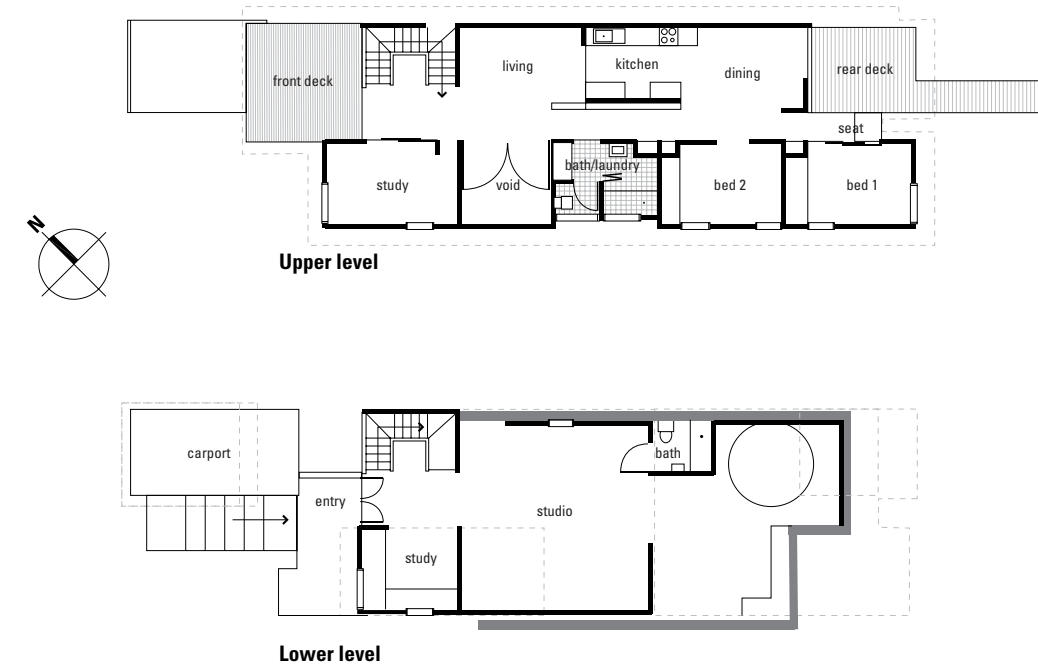 front deck
living
kitchen
dining
rear deck
seat
study
void
bath/laundry
bed 2
bed 1
N
Upper level
carport
entry
studio
bath
study
Lower level